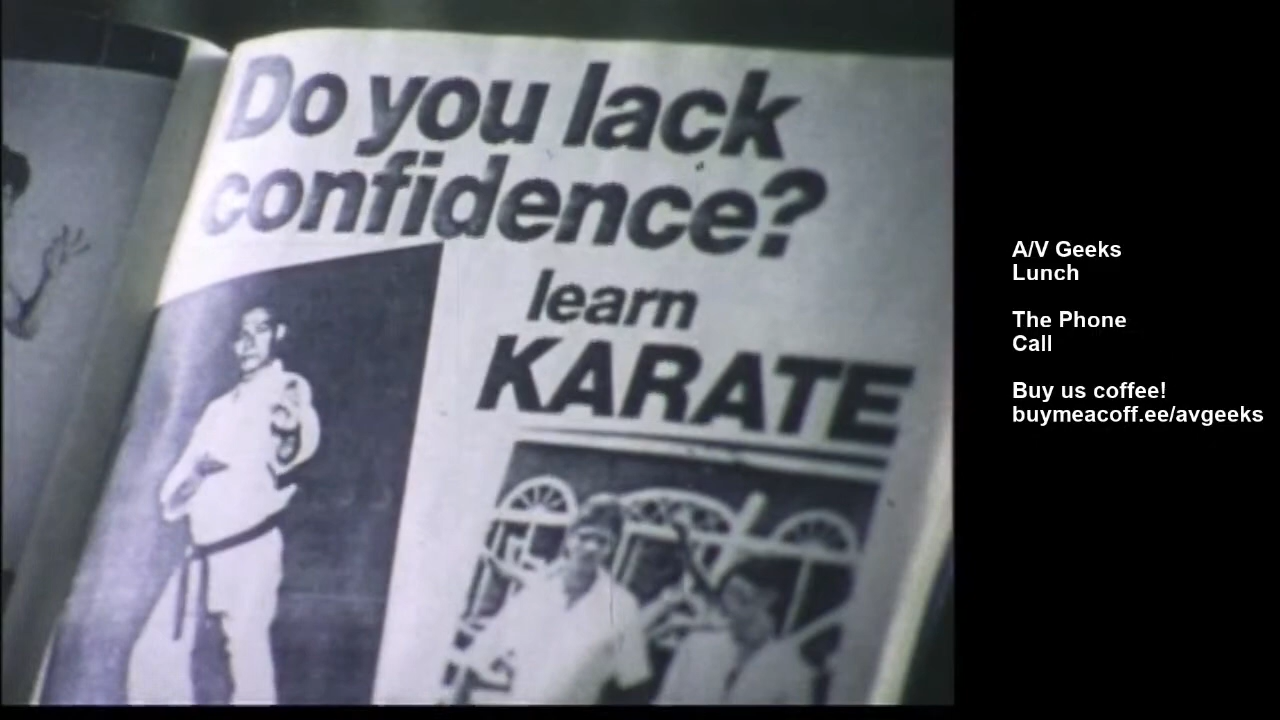 Do you lack
confidence?
learn
KARATE
A/V Geeks
Lunch
The Phone
Call
Buy us coffee!
buymeacoff.ee/avgeeks